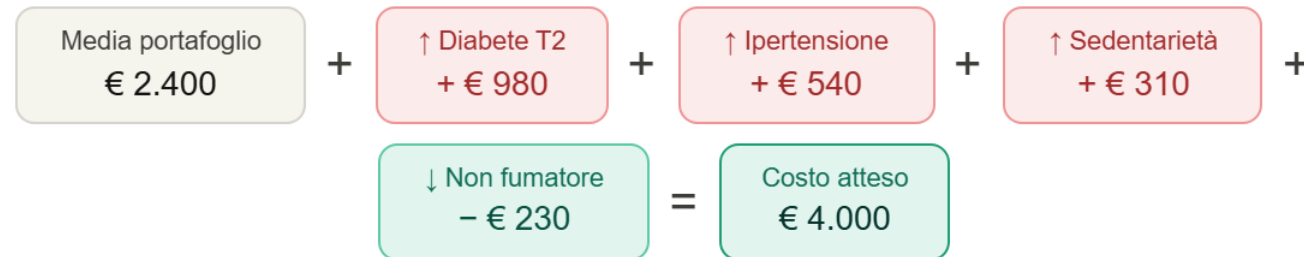 Media portafoglio + ↑ Diabete T2 + ↑ Ipertensione + ↑ Sedentarietà +
€ 2.400 + € 980 + € 540 + € 310
↓ Non fumatore = Costo atteso
− € 230 € 4.000